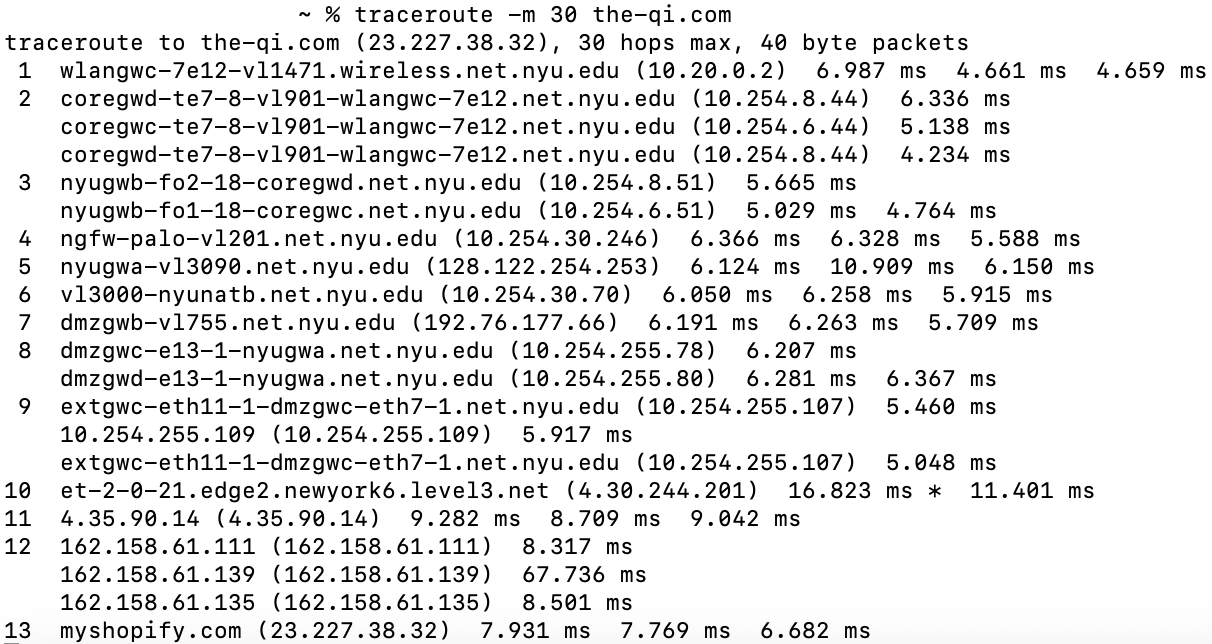 ~ % traceroute -m 30 the-qi.com
traceroute to the-qi.com (23.227.38.32), 30 hops max, 40 byte packets
1 wlangwc-7e12-vl1471.wireless.net.nyu.edu (10.20.0.2) 6.987 ms 4.661 ms 4.659 ms
2 coregwd-te7-8-vl901-wlangwc-7e12.net.nyu.edu (10.254.8.44) 6.336 ms
coregwc-te7-8-vl901-wlangwc-7e12.net.nyu.edu (10.254.6.44) 5.138 ms
coregwd-te7-8-vl901-wlangwc-7e12.net.nyu.edu (10.254.8.44) 4.234 ms
3 nyugwb-fo2-18-coregwd.net.nyu.edu (10.254.8.51) 5.665 ms
nyugwb-fo1-18-coregwc.net.nyu.edu (10.254.6.51) 5.029 ms 4.764 ms
4 ngfw-palo-vl201.net.nyu.edu (10.254.30.246) 6.366 ms 6.328 ms 5.588 ms
5 nyugwa-vl3090.net.nyu.edu (128.122.254.253) 6.124 ms 10.909 ms 6.150 ms
6 vl3000-nyunatb.net.nyu.edu (10.254.30.70) 6.050 ms 6.258 ms 5.915 ms
7 dmzgwb-vl755.net.nyu.edu (192.76.177.66) 6.191 ms 6.263 ms 5.709 ms
8 dmzgwc-e13-1-nyugwa.net.nyu.edu (10.254.255.78) 6.207 ms
dmzgwd-e13-1-nyugwa.net.nyu.edu (10.254.255.80) 6.281 ms 6.367 ms
9 extgwc-eth11-1-dmzgwc-eth7-1.net.nyu.edu (10.254.255.107) 5.460 ms
10.254.255.109 (10.254.255.109) 5.917 ms
extgwc-eth11-1-dmzgwc-eth7-1.net.nyu.edu (10.254.255.107) 5.048 ms
10 et-2-0-21.edge2.newyork6.level3.net (4.30.244.201) 16.823 ms * 11.401 ms
11 4.35.90.14 (4.35.90.14) 9.282 ms 8.709 ms 9.042 ms
12 162.158.61.111 (162.158.61.111) 8.317 ms
162.158.61.139 (162.158.61.139) 67.736 ms
162.158.61.135 (162.158.61.135) 8.501 ms
13 myshopify.com (23.227.38.32) 7.931 ms 7.769 ms 6.682 ms